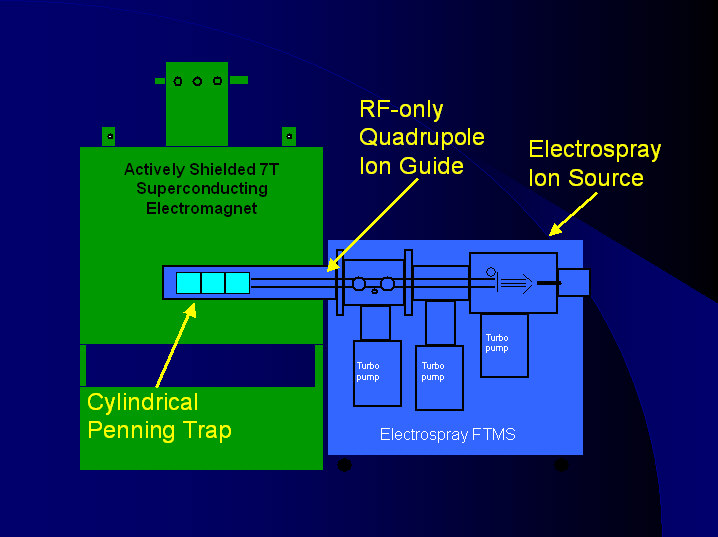 RF-only
Quadrupole
Ion Guide
Electrospray
Ion Source
Actively Shielded 7T
Superconducting
Electromagnet
Turbo
pump
Turbo
pump
Turbo
pump
Cylindrical
Penning Trap
Electrospray FTMS